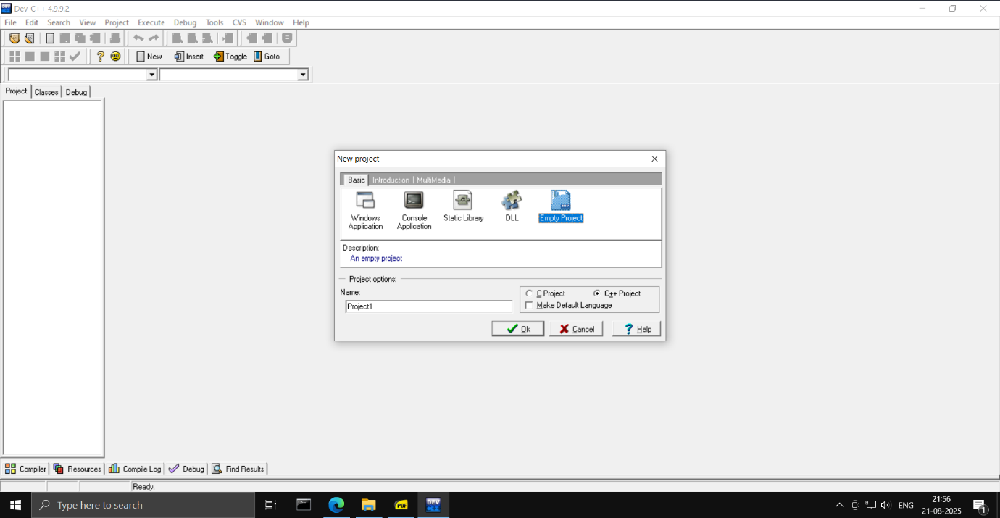 Dev-C++ 4.9.9.2
File Edit Search View Project Execute Debug Tools CVS Window Help
New Insert Toggle Goto
Project Classes Debug
New project
Basic Introduction MultiMedia
Windows Application
Console Application
Static Library
DLL
Empty Project
Description:
An empty project
Project options:
Name:
Project1
C Project C++ Project
Make Default Language
Ok Cancel Help
Compiler Resources Compile Log Debug Find Results
Ready.
Type here to search
PDF
DEV C++
ENG
21:56
21-08-2025
1